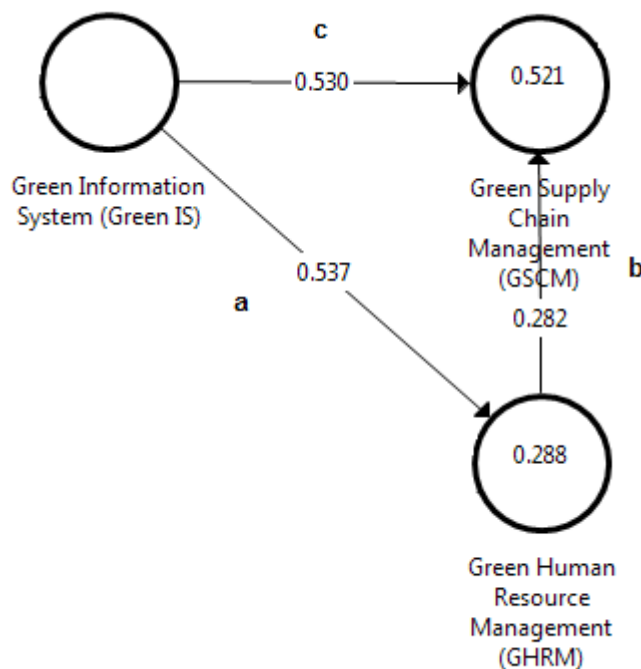 c
0.530
0.521
Green Information
System (Green IS)
Green Supply
Chain
Management
(GSCM)
0.537
a
b
0.282
0.288
Green Human
Resource
Management
(GHRM)